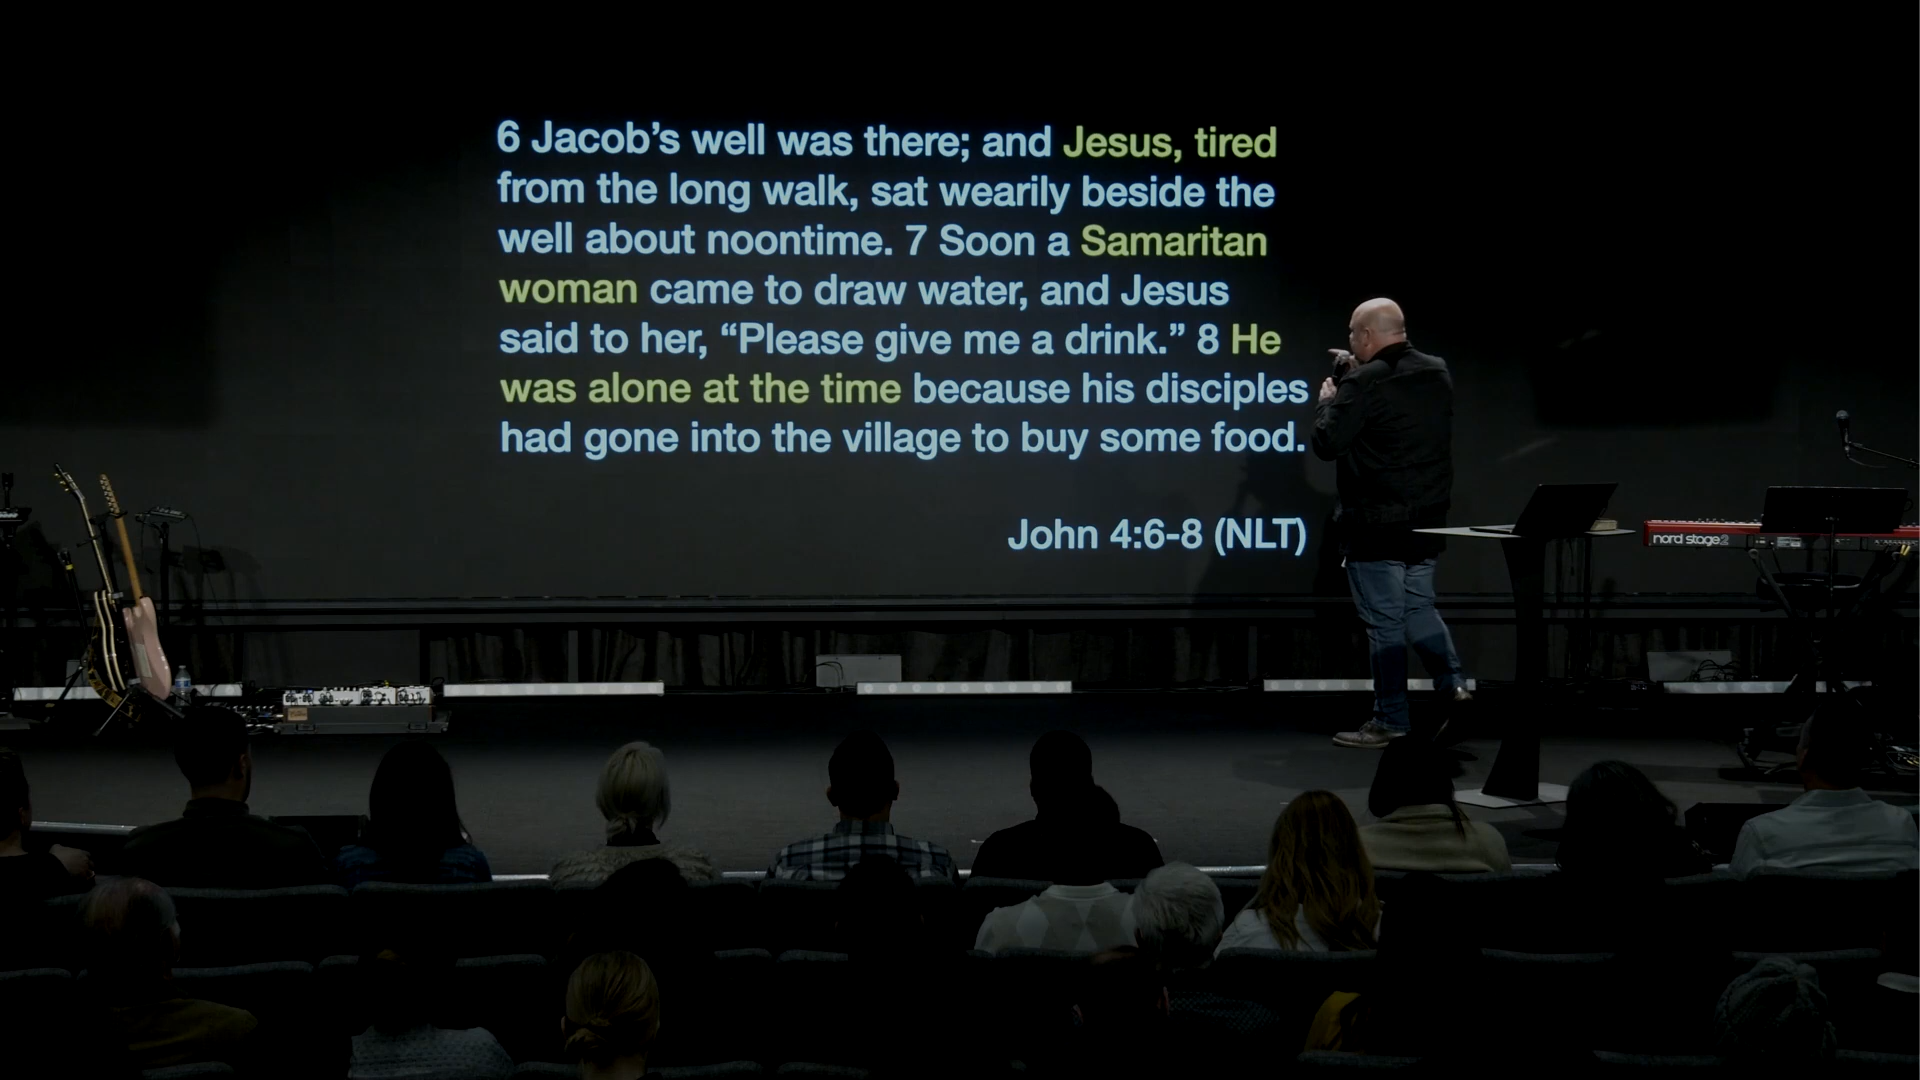 6 Jacob’s well was there; and Jesus, tired
from the long walk, sat wearily beside the
well about noontime. 7 Soon a Samaritan
woman came to draw water, and Jesus
said to her, “Please give me a drink.” 8 He
was alone at the time because his disciples
had gone into the village to buy some food.
John 4:6-8 (NLT)
nord stage2